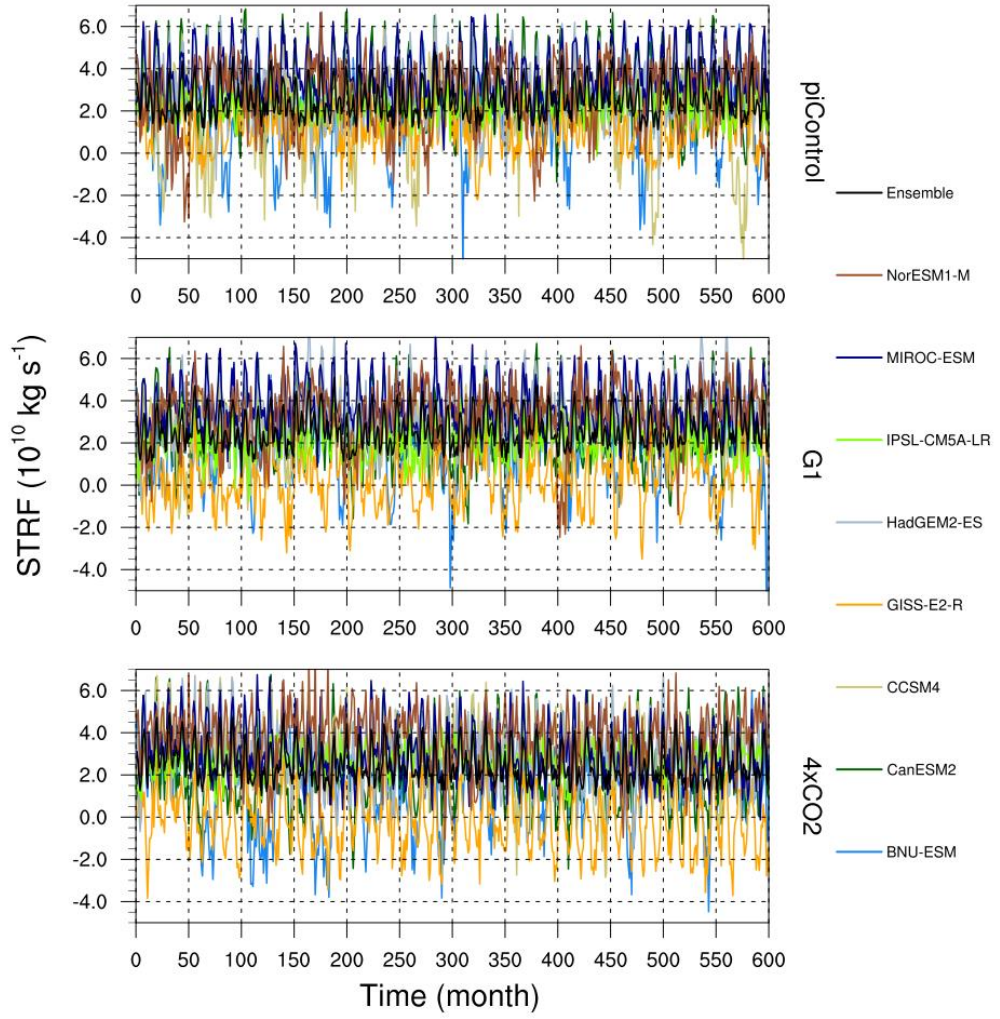 6.0
4.0
2.0
0.0
-2.0
-4.0
0 50 100 150 200 250 300 350 400 450 500 550 600
piControl
6.0
4.0
2.0
0.0
-2.0
-4.0
0 50 100 150 200 250 300 350 400 450 500 550 600
G1
6.0
4.0
2.0
0.0
-2.0
-4.0
0 50 100 150 200 250 300 350 400 450 500 550 600
4xCO2
STRF (10¹⁰ kg s⁻¹)
Time (month)
Ensemble
NorESM1-M
MIROC-ESM
IPSL-CM5A-LR
HadGEM2-ES
GISS-E2-R
CCSM4
CanESM2
BNU-ESM